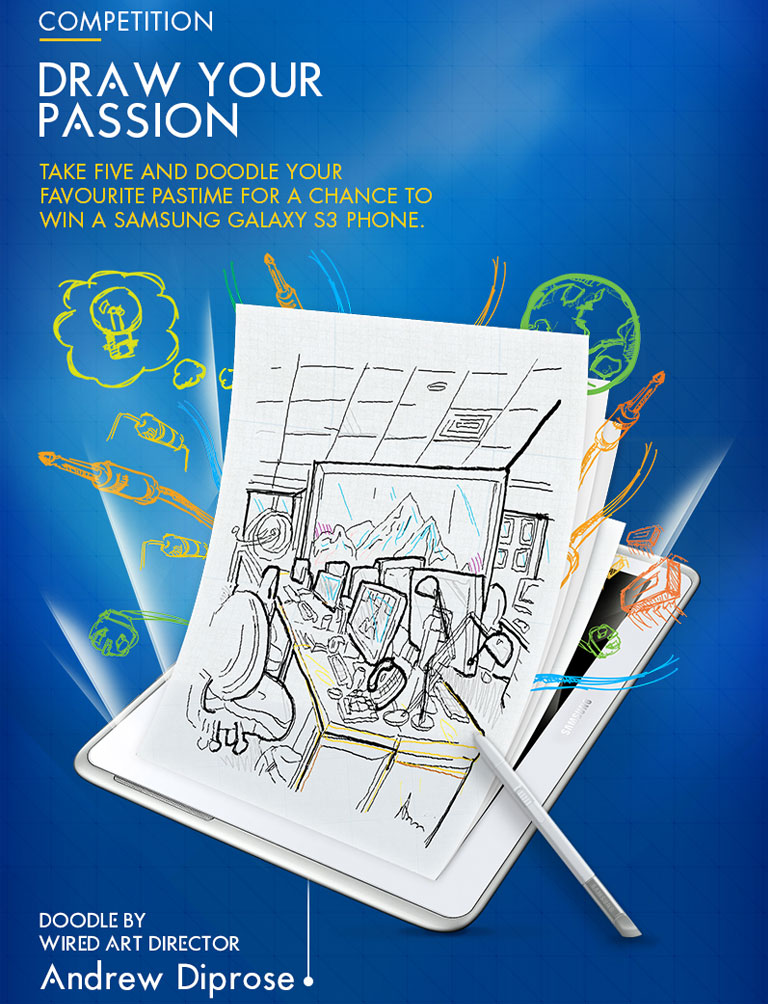 COMPETITION
DRAW YOUR
PASSION
TAKE FIVE AND DOODLE YOUR
FAVOURITE PASTIME FOR A CHANCE TO
WIN A SAMSUNG GALAXY S3 PHONE.
SAMSUNG
DOODLE BY
WIRED ART DIRECTOR
Andrew Diprose